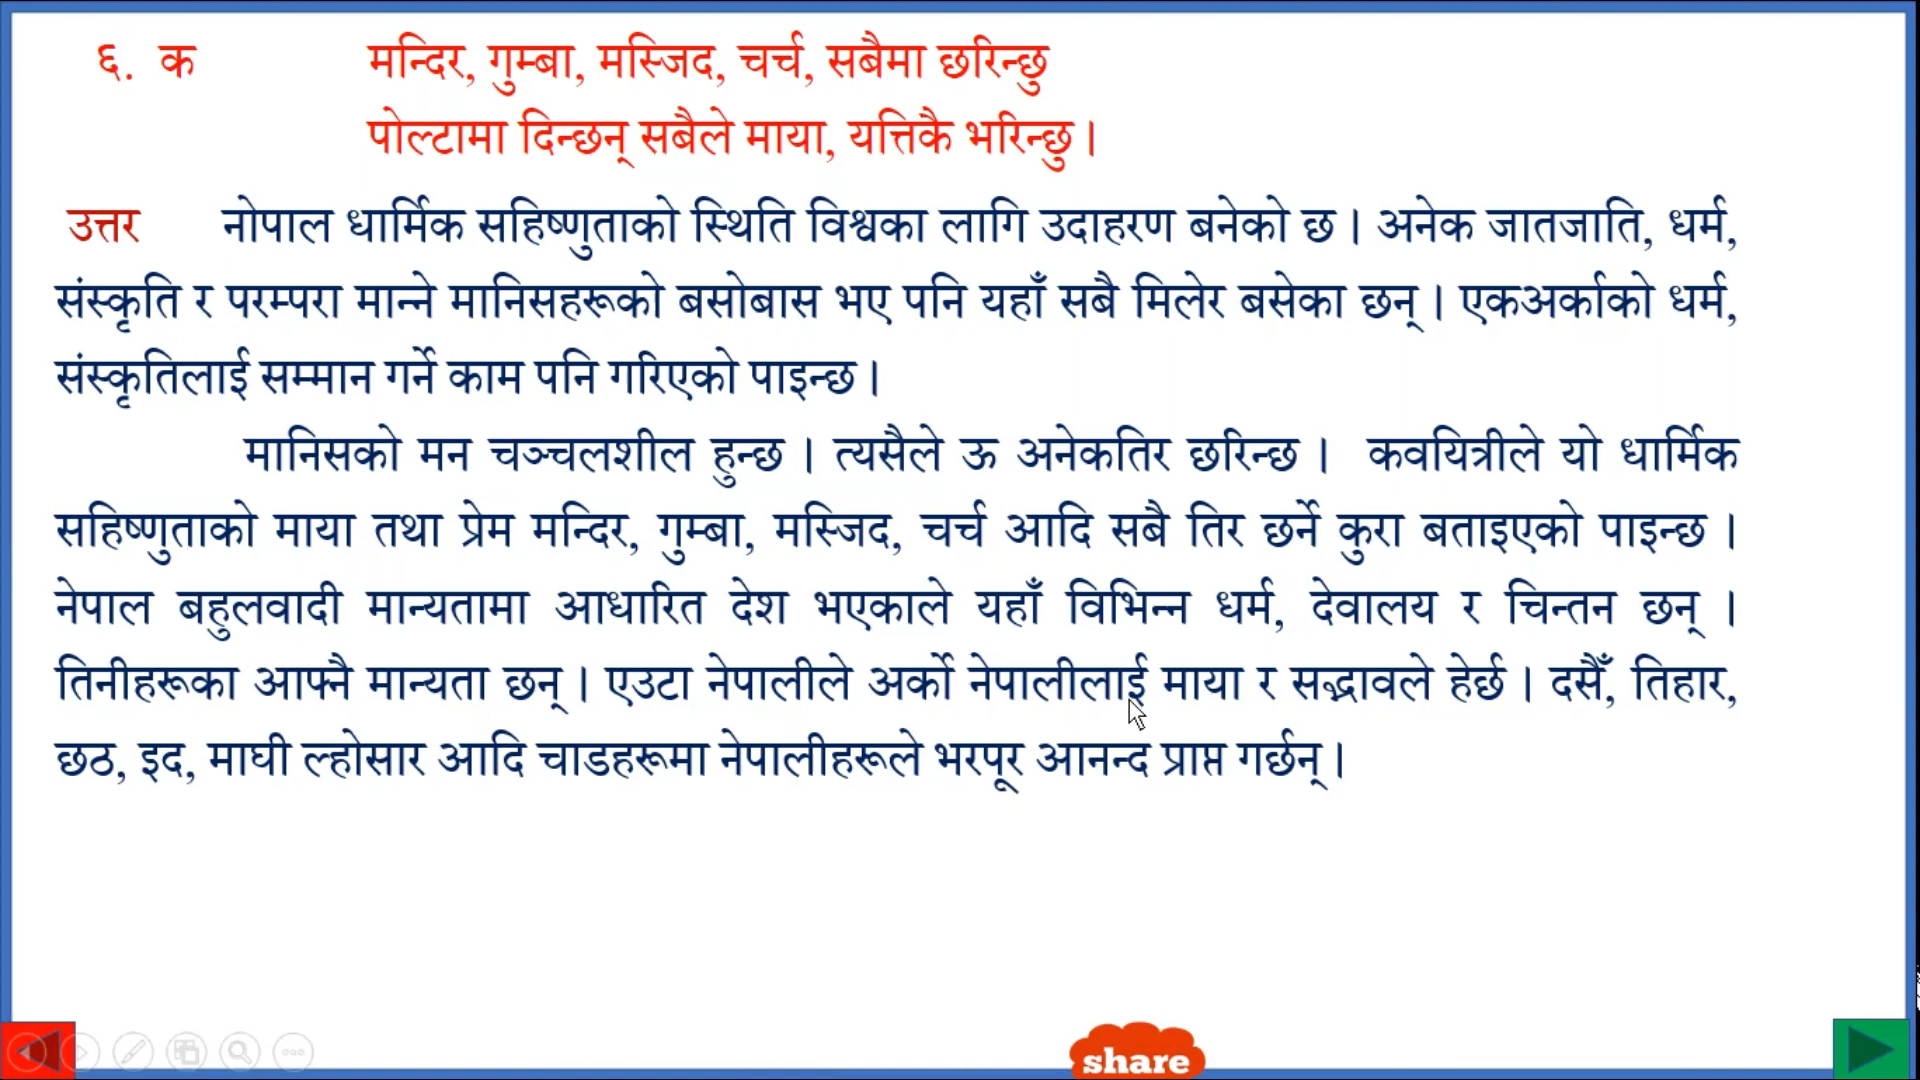 ६. क मन्दिर, गुम्बा, मस्जिद, चर्च, सबैमा छरिन्छु
पोल्टामा दिन्छन् सबैले माया, यत्तिकै भरिन्छु।
उत्तर नोपाल धार्मिक सहिष्णुताको स्थिति विश्वका लागि उदाहरण बनेको छ। अनेक जातजाति, धर्म,
संस्कृति र परम्परा मान्ने मानिसहरूको बसोबास भए पनि यहाँ सबै मिलेर बसेका छन्। एकअर्काको धर्म,
संस्कृतिलाई सम्मान गर्ने काम पनि गरिएको पाइन्छ।
मानिसको मन चञ्चलशील हुन्छ। त्यसैले ऊ अनेकतिर छरिन्छ। कवयित्रीले यो धार्मिक
सहिष्णुताको माया तथा प्रेम मन्दिर, गुम्बा, मस्जिद, चर्च आदि सबै तिर छर्ने कुरा बताइएको पाइन्छ।
नेपाल बहुलवादी मान्यतामा आधारित देश भएकाले यहाँ विभिन्न धर्म, देवालय र चिन्तन छन्।
तिनीहरूका आफ्नै मान्यता छन्। एउटा नेपालीले अर्को नेपालीलाई माया र सद्भावले हेर्छ। दसैँ, तिहार,
छठ, इद, माघी ल्होसार आदि चाडहरूमा नेपालीहरूले भरपूर आनन्द प्राप्त गर्छन्।
share